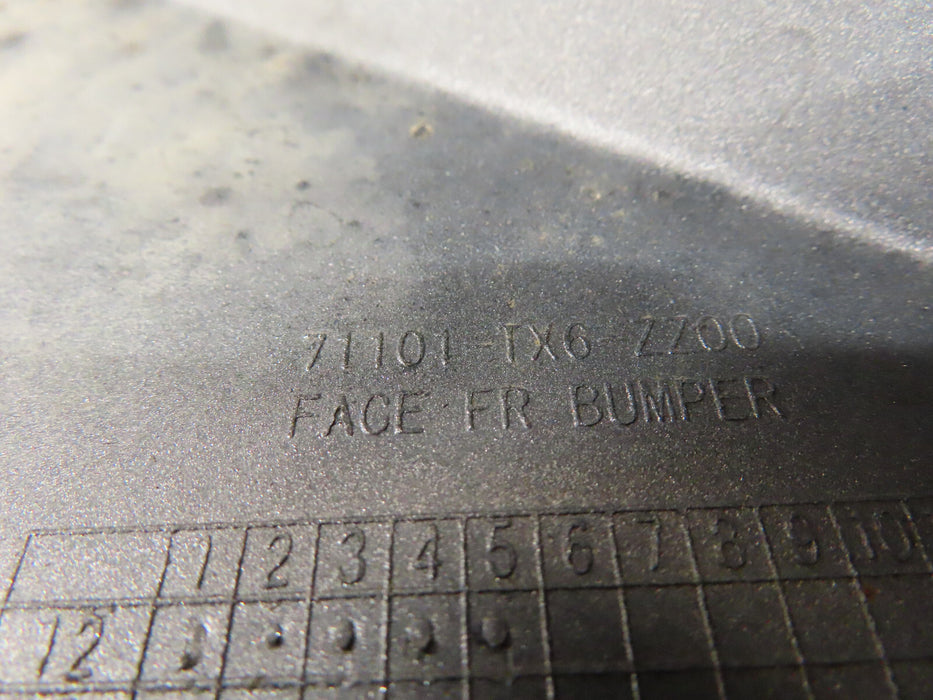 71101-TX6-ZZ00
FACE FR BUMPER
1 2 3 4 5 6 7 8 9 10
12